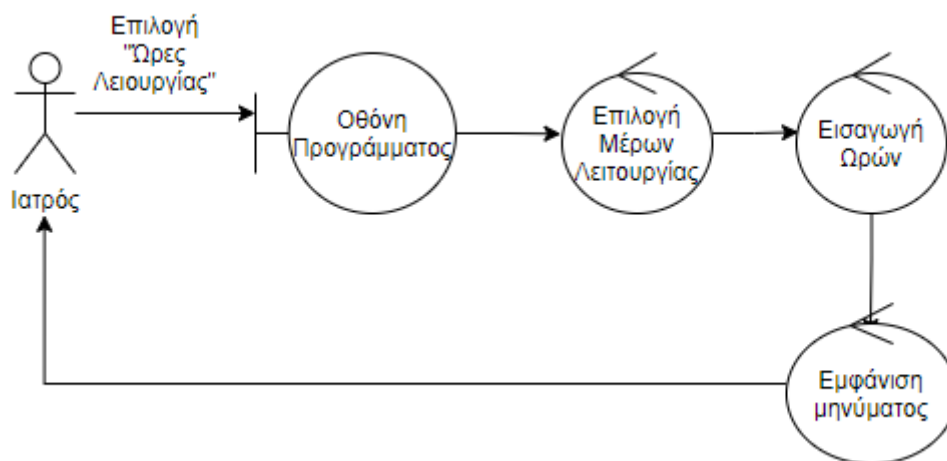 Επιλογή
"Ώρες
Λειουργίας"
Ιατρός
Οθόνη
Προγράμματος
Επιλογή
Μέρων
Λειτουργίας
Εισαγωγή
Ωρών
Εμφάνιση
μηνύματος